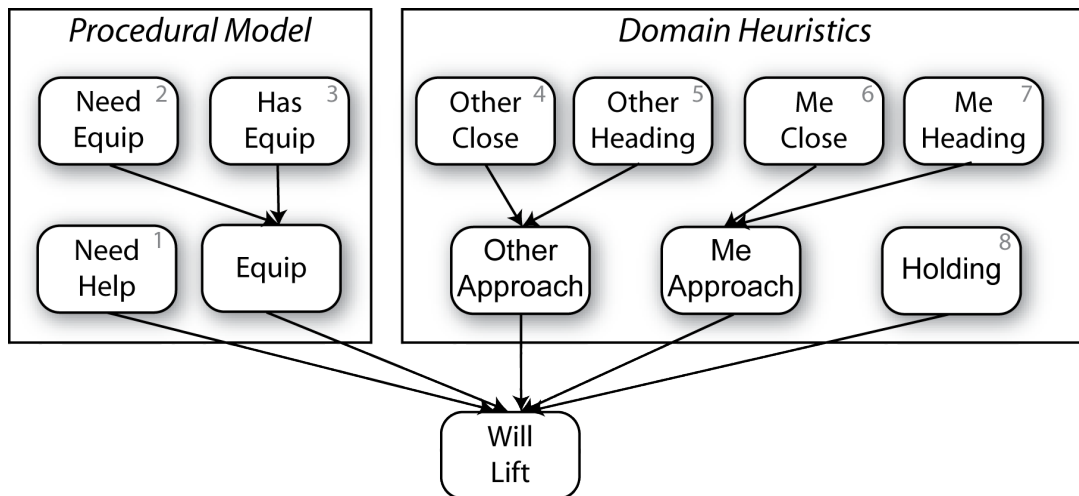 Procedural Model
Domain Heuristics
Need 2
Equip
Has 3
Equip
Other 4
Close
Other 5
Heading
Me 6
Close
Me 7
Heading
Need 1
Help
Equip
Other
Approach
Me
Approach
Holding 8
Will
Lift